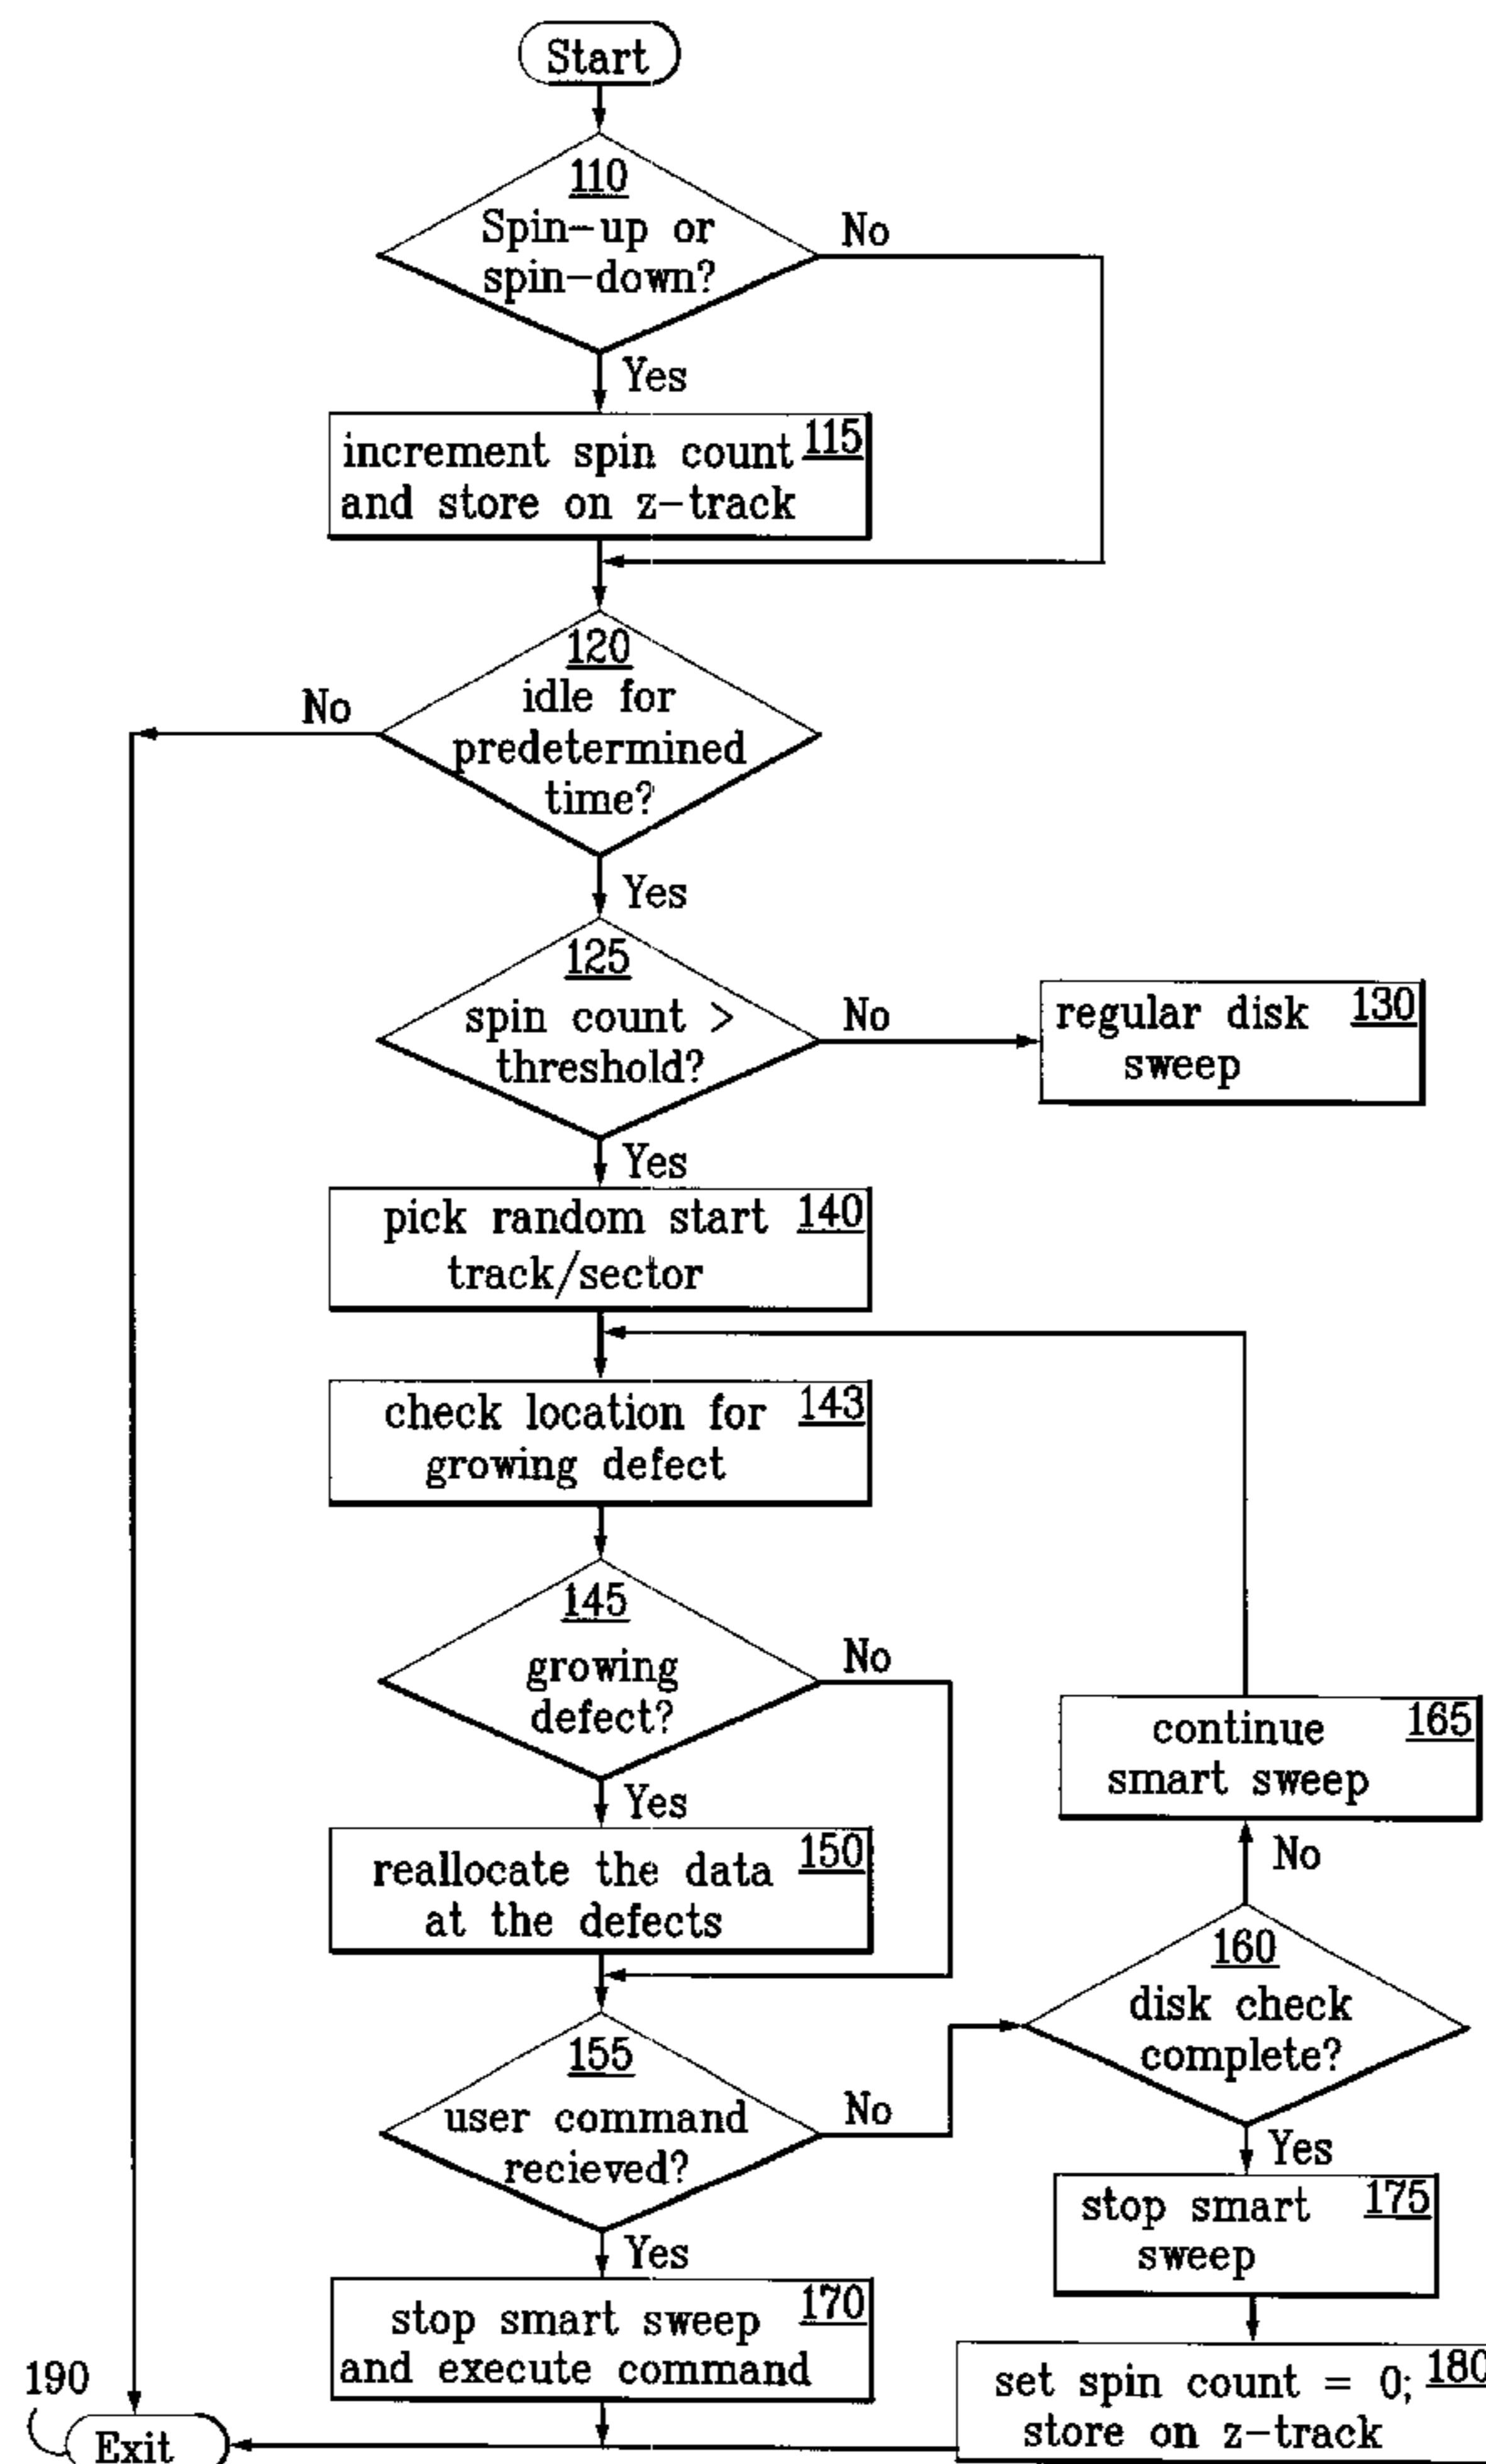 Start
110
Spin-up or
spin-down?
No
Yes
increment spin count 115
and store on z-track
120
idle for
predetermined
time?
No
Yes
125
spin count >
threshold?
No
regular disk 130
sweep
Yes
pick random start 140
track/sector
check location for 143
growing defect
145
growing
defect?
No
Yes
continue 165
smart sweep
No
reallocate the data 150
at the defects
160
disk check
complete?
155
user command
recieved?
No
Yes
stop smart 175
sweep
Yes
stop smart sweep 170
and execute command
set spin count = 0; 180
store on z-track
190
Exit